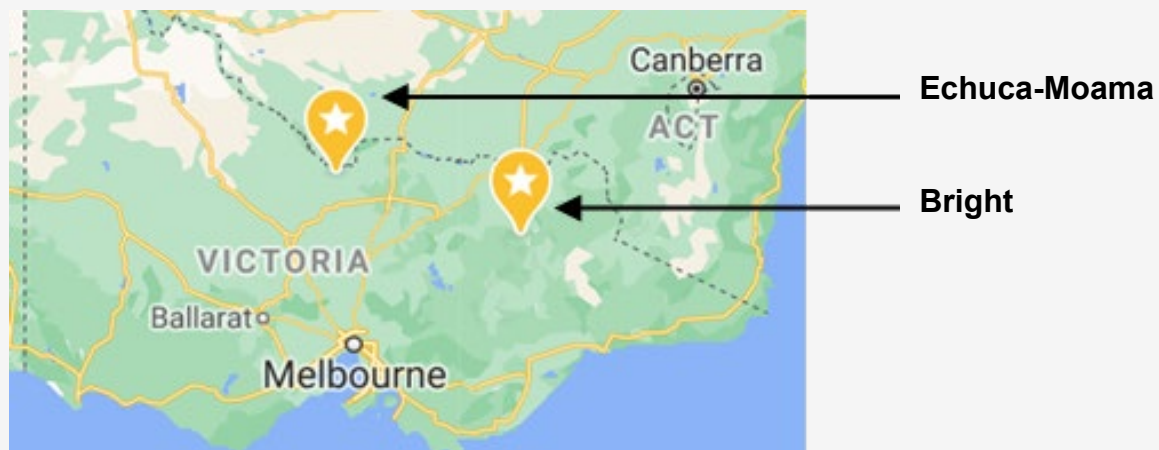 Canberra
Echuca-Moama
ACT
Bright
VICTORIA
Ballarat
Melbourne